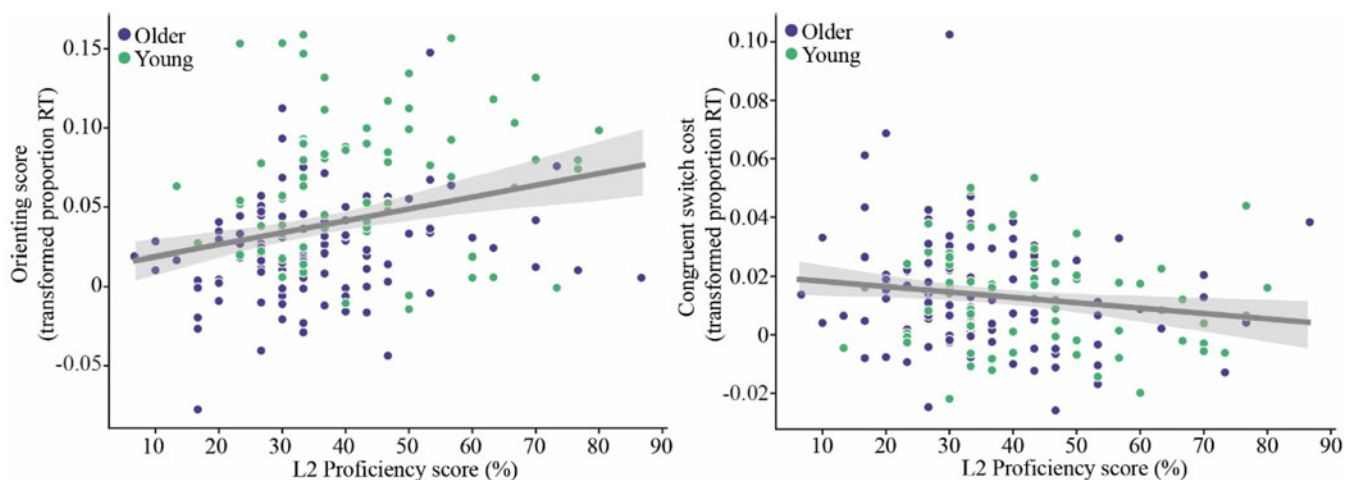 Older
Young
0.15
0.10
0.05
0
-0.05
Orienting score
(transformed proportion RT)
10 20 30 40 50 60 70 80 90
L2 Proficiency score (%)
Older
Young
0.10
0.08
0.06
0.04
0.02
0
-0.02
Congruent switch cost
(transformed proportion RT)
10 20 30 40 50 60 70 80 90
L2 Proficiency score (%)